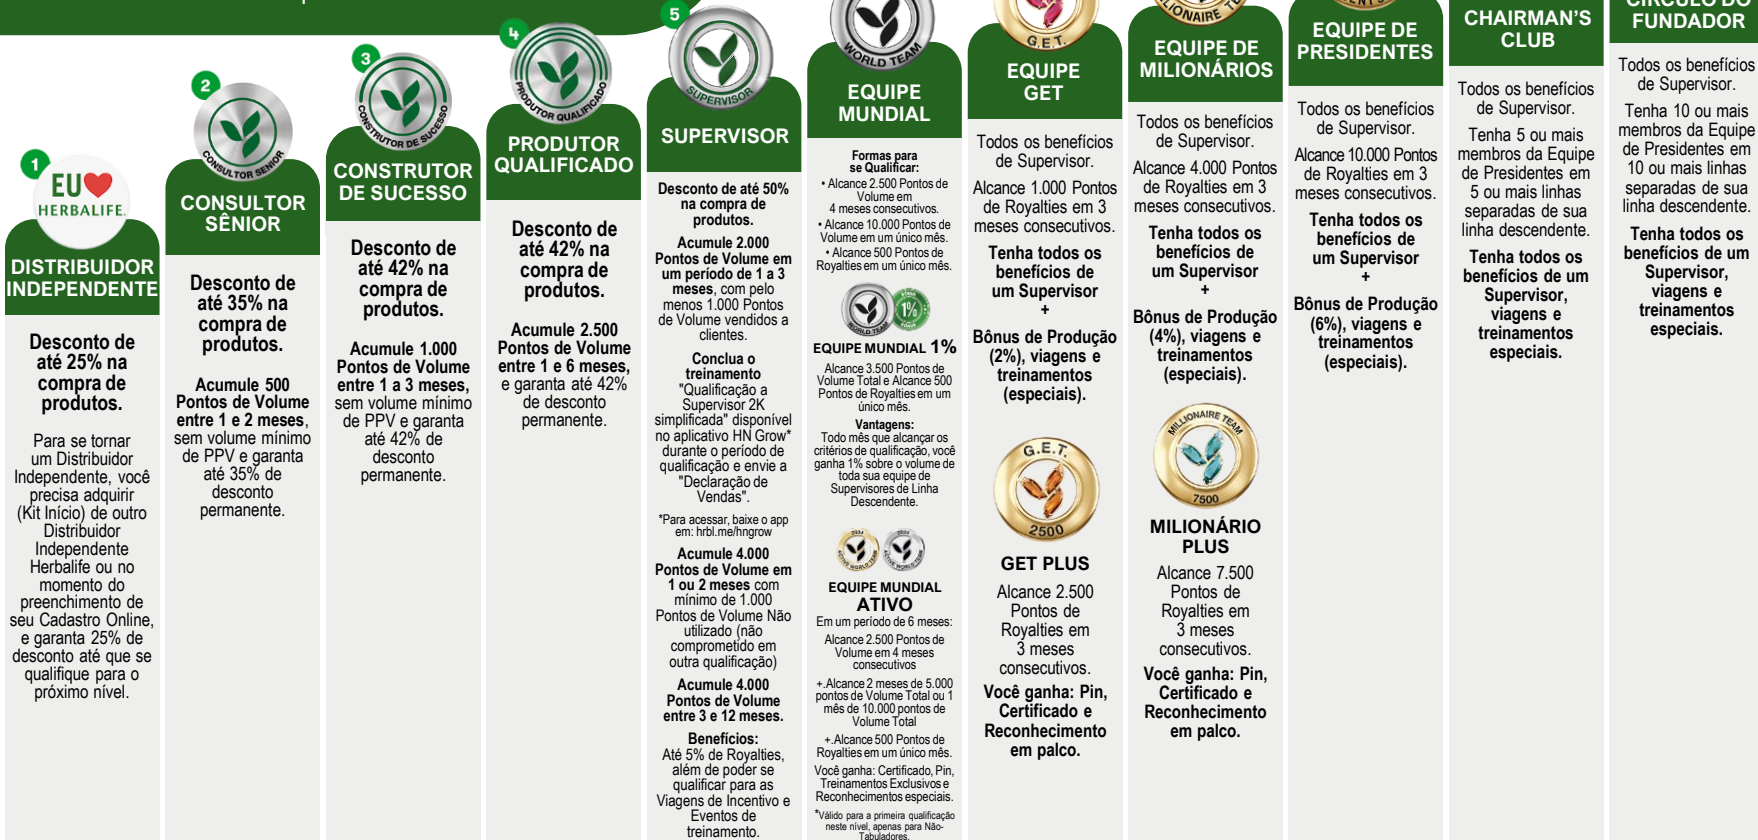 1
EU
HERBALIFE.
DISTRIBUIDOR
INDEPENDENTE
Desconto de
até 25% na
compra de
produtos.
Para se tornar
um Distribuidor
Independente, você
precisa adquirir
(Kit Início) de outro
Distribuidor
Independente
Herbalife ou no
momento do
preenchimento de
seu Cadastro Online,
e garanta 25% de
desconto até que se
qualifique para o
próximo nível.
2
CONSULTOR SENIOR
CONSULTOR
SÊNIOR
Desconto de
até 35% na
compra de
produtos.
Acumule 500
Pontos de Volume
entre 1 e 2 meses,
sem volume mínimo
de PPV e garanta
até 35% de
desconto
permanente.
3
CONSTRUTOR DE SUCESSO
CONSTRUTOR
DE SUCESSO
Desconto de
até 42% na
compra de
produtos.
Acumule 1.000
Pontos de Volume
entre 1 a 3 meses,
sem volume mínimo
de PPV e garanta
até 42% de
desconto
permanente.
4
PRODUTOR QUALIFICADO
PRODUTOR
QUALIFICADO
Desconto de
até 42% na
compra de
produtos.
Acumule 2.500
Pontos de Volume
entre 1 e 6 meses,
e garanta até 42%
de desconto
permanente.
5
SUPERVISOR
SUPERVISOR
Desconto de até 50%
na compra de
produtos.
Acumule 2.000
Pontos de Volume em
um período de 1 a 3
meses, com pelo
menos 1.000 Pontos
de Volume vendidos a
clientes.
Conclua o
treinamento
"Qualificação a
Supervisor 2K
simplificada" disponível
no aplicativo HN Grow*
durante o período de
qualificação e envie a
"Declaração de
Vendas".
*Para acessar, baixe o app
em: hrbl.me/hngrow
Acumule 4.000
Pontos de Volume em
1 ou 2 meses com
mínimo de 1.000
Pontos de Volume Não
utilizado (não
comprometido em
outra qualificação)
Acumule 4.000
Pontos de Volume
entre 3 e 12 meses.
Benefícios:
Até 5% de Royalties,
além de poder se
qualificar para as
Viagens de Incentivo e
Eventos de
treinamento.
WORLD TEAM
EQUIPE
MUNDIAL
Formas para
se Qualificar:
• Alcance 2.500 Pontos de
Volume em
4 meses consecutivos.
• Alcance 10.000 Pontos de
Volume em um único mês.
• Alcance 500 Pontos de
Royalties em um único mês.
WORLD TEAM
1%
EQUIPE MUNDIAL 1%
Alcance 3.500 Pontos de
Volume Total e Alcance 500
Pontos de Royalties em um
único mês.
Vantagens:
Todo mês que alcançar os
critérios de qualificação, você
ganha 1% sobre o volume de
toda sua equipe de
Supervisores de Linha
Descendente.
EQUIPE MUNDIAL
ATIVO
Em um período de 6 meses:
Alcance 2.500 Pontos de
Volume em 4 meses
consecutivos
+.Alcance 2 meses de 5.000
pontos de Volume Total ou 1
mês de 10.000 pontos de
Volume Total
+.Alcance 500 Pontos de
Royalties em um único mês.
Você ganha: Certificado, Pin,
Treinamentos Exclusivos e
Reconhecimentos especiais.
*Válido para a primeira qualificação
neste nível, apenas para Não-
Tabuladores.
G.E.T.
EQUIPE
GET
Todos os benefícios
de Supervisor.
Alcance 1.000 Pontos
de Royalties em 3
meses consecutivos.
Tenha todos os
benefícios de
um Supervisor
+
Bônus de Produção
(2%), viagens e
treinamentos
(especiais).
G.E.T.
2500
GET PLUS
Alcance 2.500
Pontos de
Royalties em
3 meses
consecutivos.
Você ganha: Pin,
Certificado e
Reconhecimento
em palco.
EQUIPE DE
MILIONÁRIOS
Todos os benefícios
de Supervisor.
Alcance 4.000 Pontos
de Royalties em 3
meses consecutivos.
Tenha todos os
benefícios de
um Supervisor
+
Bônus de Produção
(4%), viagens e
treinamentos
(especiais).
MILLIONAIRE TEAM
7500
MILIONÁRIO
PLUS
Alcance 7.500
Pontos de
Royalties em
3 meses
consecutivos.
Você ganha: Pin,
Certificado e
Reconhecimento
em palco.
EQUIPE DE
PRESIDENTES
Todos os benefícios
de Supervisor.
Alcance 10.000 Pontos
de Royalties em 3
meses consecutivos.
Tenha todos os
benefícios de
um Supervisor
+
Bônus de Produção
(6%), viagens e
treinamentos
(especiais).
CHAIRMAN'S
CLUB
Todos os benefícios
de Supervisor.
Tenha 5 ou mais
membros da Equipe
de Presidentes em
5 ou mais linhas
separadas de sua
linha descendente.
Tenha todos os
benefícios de um
Supervisor,
viagens e
treinamentos
especiais.
CÍRCULO DO
FUNDADOR
Todos os benefícios
de Supervisor.
Tenha 10 ou mais
membros da Equipe
de Presidentes em
10 ou mais linhas
separadas de sua
linha descendente.
Tenha todos os
benefícios de um
Supervisor,
viagens e
treinamentos
especiais.